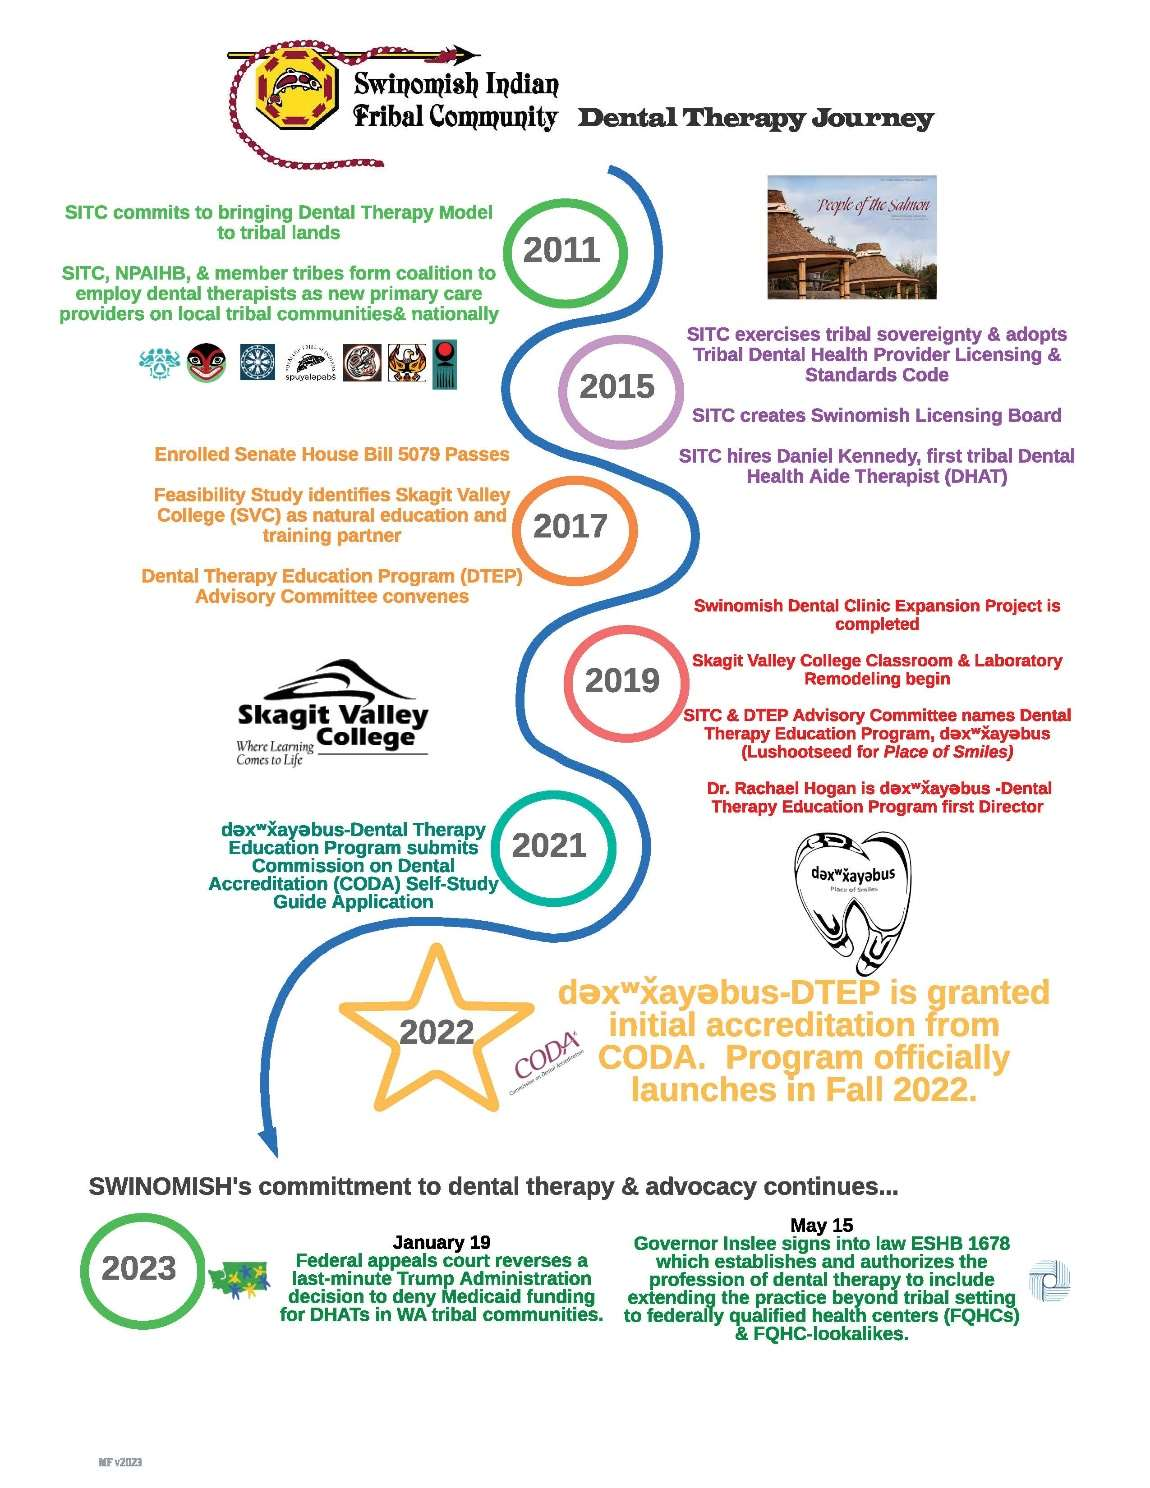 Swinomish Indian
Tribal Community
Dental Therapy Journey
SITC commits to bringing Dental Therapy Model
to tribal lands
SITC, NPAIHB, & member tribes form coalition to
employ dental therapists as new primary care
providers on local tribal communities& nationally
spuyaləpabš
2011
People of the Salmon
2015
SITC exercises tribal sovereignty & adopts
Tribal Dental Health Provider Licensing &
Standards Code
SITC creates Swinomish Licensing Board
SITC hires Daniel Kennedy, first tribal Dental
Health Aide Therapist (DHAT)
Enrolled Senate House Bill 5079 Passes
Feasibility Study identifies Skagit Valley
College (SVC) as natural education and
training partner
Dental Therapy Education Program (DTEP)
Advisory Committee convenes
2017
Swinomish Dental Clinic Expansion Project is
completed
Skagit Valley College Classroom & Laboratory
Remodeling begin
SITC & DTEP Advisory Committee names Dental
Therapy Education Program, dəxʷx̌ayəbus
(Lushootseed for Place of Smiles)
Dr. Rachael Hogan is dəxʷx̌ayəbus -Dental
Therapy Education Program first Director
2019
Skagit Valley
College
Where Learning
Comes to Life
dəxʷx̌ayəbus-Dental Therapy
Education Program submits
Commission on Dental
Accreditation (CODA) Self-Study
Guide Application
2021
dəxʷx̌ayəbus
Place of Smiles
2022
CODA
Commission on Dental Accreditation
dəxʷx̌ayəbus-DTEP is granted
initial accreditation from
CODA. Program officially
launches in Fall 2022.
SWINOMISH's committment to dental therapy & advocacy continues...
2023
January 19
Federal appeals court reverses a
last-minute Trump Administration
decision to deny Medicaid funding
for DHATs in WA tribal communities.
May 15
Governor Inslee signs into law ESHB 1678
which establishes and authorizes the
profession of dental therapy to include
extending the practice beyond tribal setting
to federally qualified health centers (FQHCs)
& FQHC-lookalikes.
MF v2023